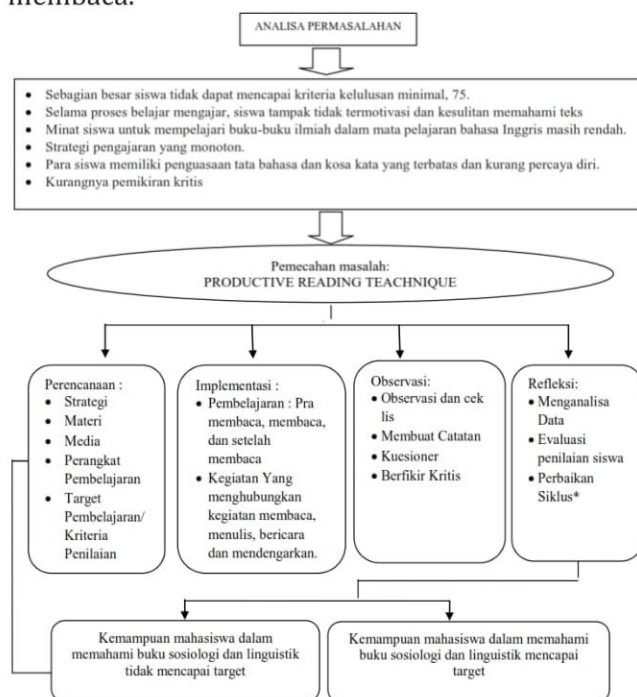 membaca.
ANALISA PERMASALAHAN
• Sebagian besar siswa tidak dapat mencapai kriteria kelulusan minimal, 75.
• Selama proses belajar mengajar, siswa tampak tidak termotivasi dan kesulitan memahami teks
• Minat siswa untuk mempelajari buku-buku ilmiah dalam mata pelajaran bahasa Inggris masih rendah.
• Strategi pengajaran yang monoton.
• Para siswa memiliki penguasaan tata bahasa dan kosa kata yang terbatas dan kurang percaya diri.
• Kurangnya pemikiran kritis
Pemecahan masalah:
PRODUCTIVE READING TEACHNIQUE
Perencanaan :
• Strategi
• Materi
• Media
• Perangkat
Pembelajaran
• Target
Pembelajaran/
Kriteria
Penilaian
Implementasi :
• Pembelajaran : Pra
membaca, membaca,
dan setelah
membaca
• Kegiatan Yang
menghubungkan
kegiatan membaca,
menulis, bericara
dan mendengarkan.
Observasi:
• Observasi dan cek
lis
• Membuat Catatan
• Kuesioner
• Berfikir Kritis
Refleksi:
• Menganalisa
Data
• Evaluasi
penilaian siswa
• Perbaikan
Siklus*
Kemampuan mahasiswa dalam
memahami buku sosiologi dan linguistik
tidak mencapai target
Kemampuan mahasiswa dalam memahami
buku sosiologi dan linguistik mencapai
target